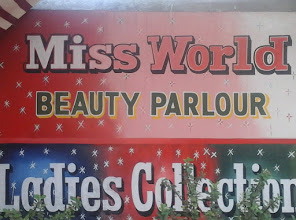 Miss World
BEAUTY PARLOUR
Ladies Collection